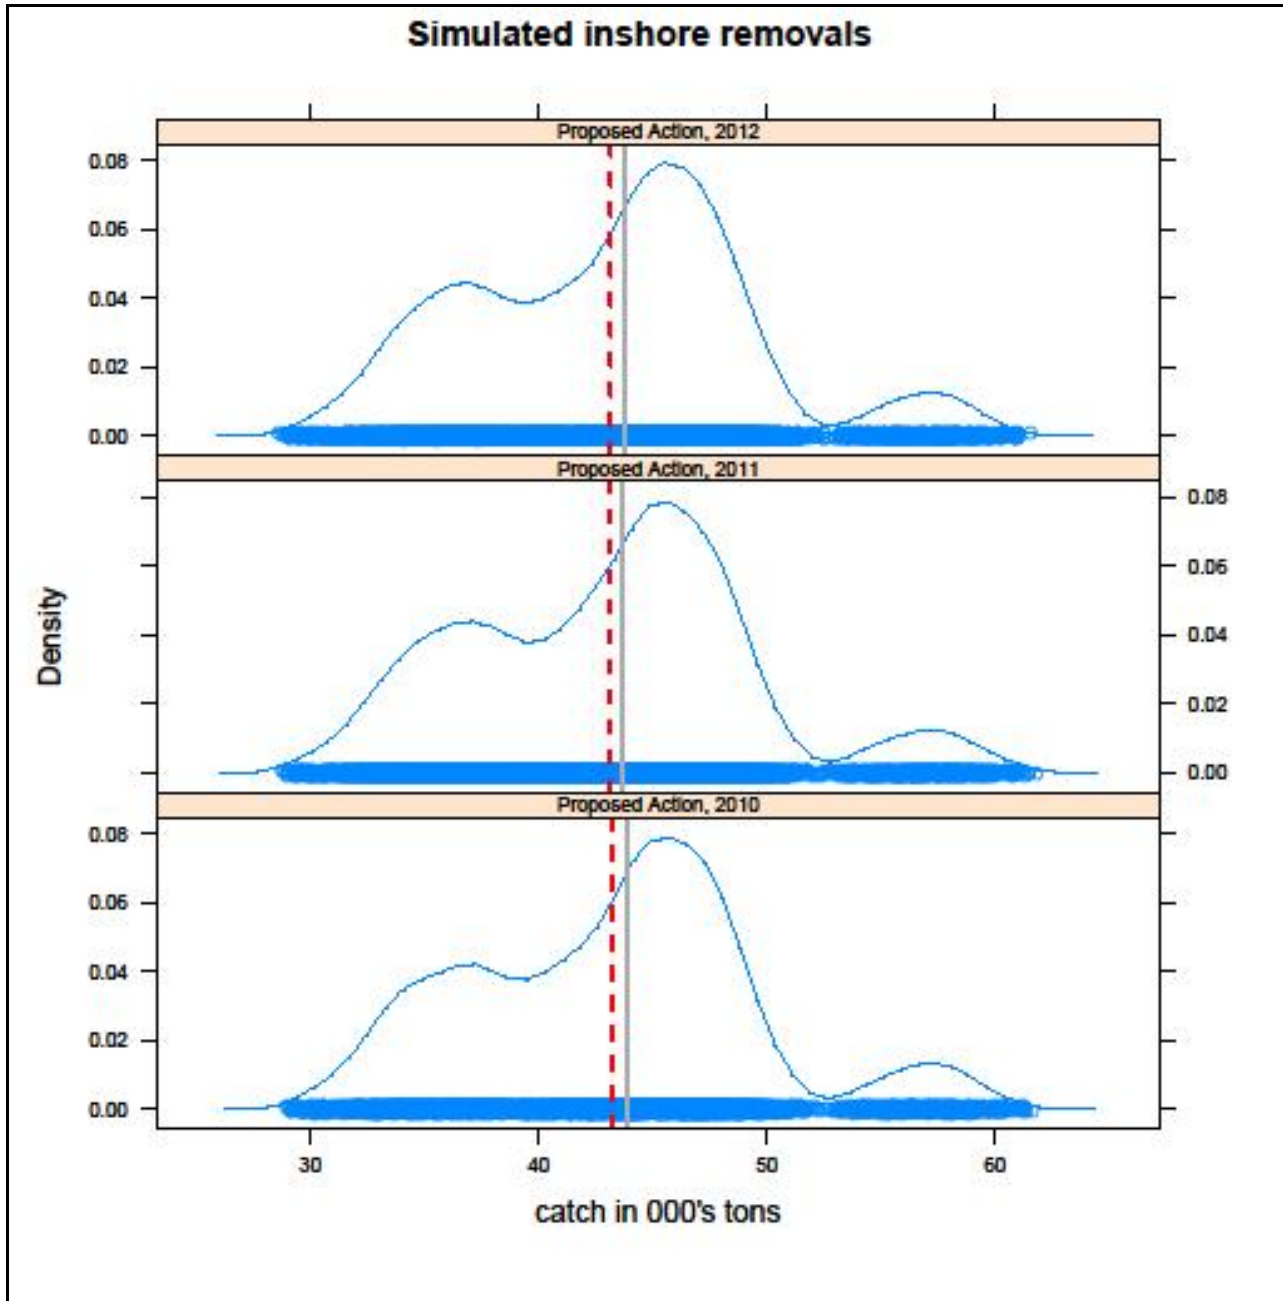 Simulated inshore removals
Proposed Action, 2012
0.08
0.06
0.04
0.02
0.00
Proposed Action, 2011
0.08
0.06
0.04
0.02
0.00
Proposed Action, 2010
0.08
0.06
0.04
0.02
0.00
Density
30 40 50 60
catch in 000's tons